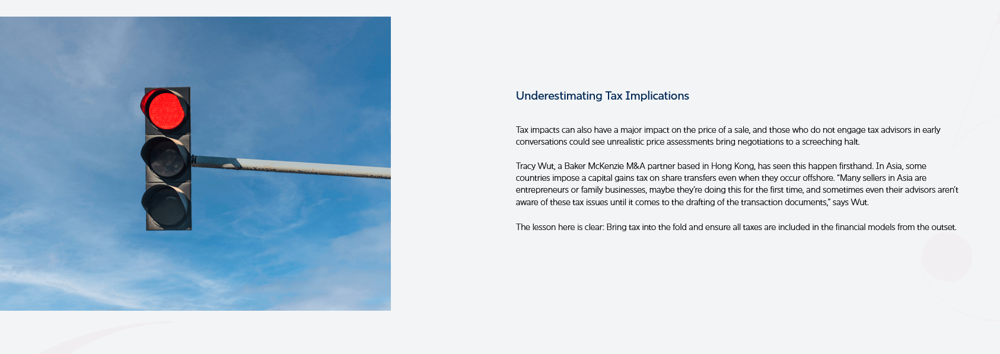 Underestimating Tax Implications
Tax impacts can also have a major impact on the price of a sale, and those who do not engage tax advisors in early
conversations could see unrealistic price assessments bring negotiations to a screeching halt.
Tracy Wut, a Baker McKenzie M&A partner based in Hong Kong, has seen this happen firsthand. In Asia, some
countries impose a capital gains tax on share transfers even when they occur offshore. “Many sellers in Asia are
entrepreneurs or family businesses, maybe they’re doing this for the first time, and sometimes even their advisors aren’t
aware of these tax issues until it comes to the drafting of the transaction documents,” says Wut.
The lesson here is clear: Bring tax into the fold and ensure all taxes are included in the financial models from the outset.